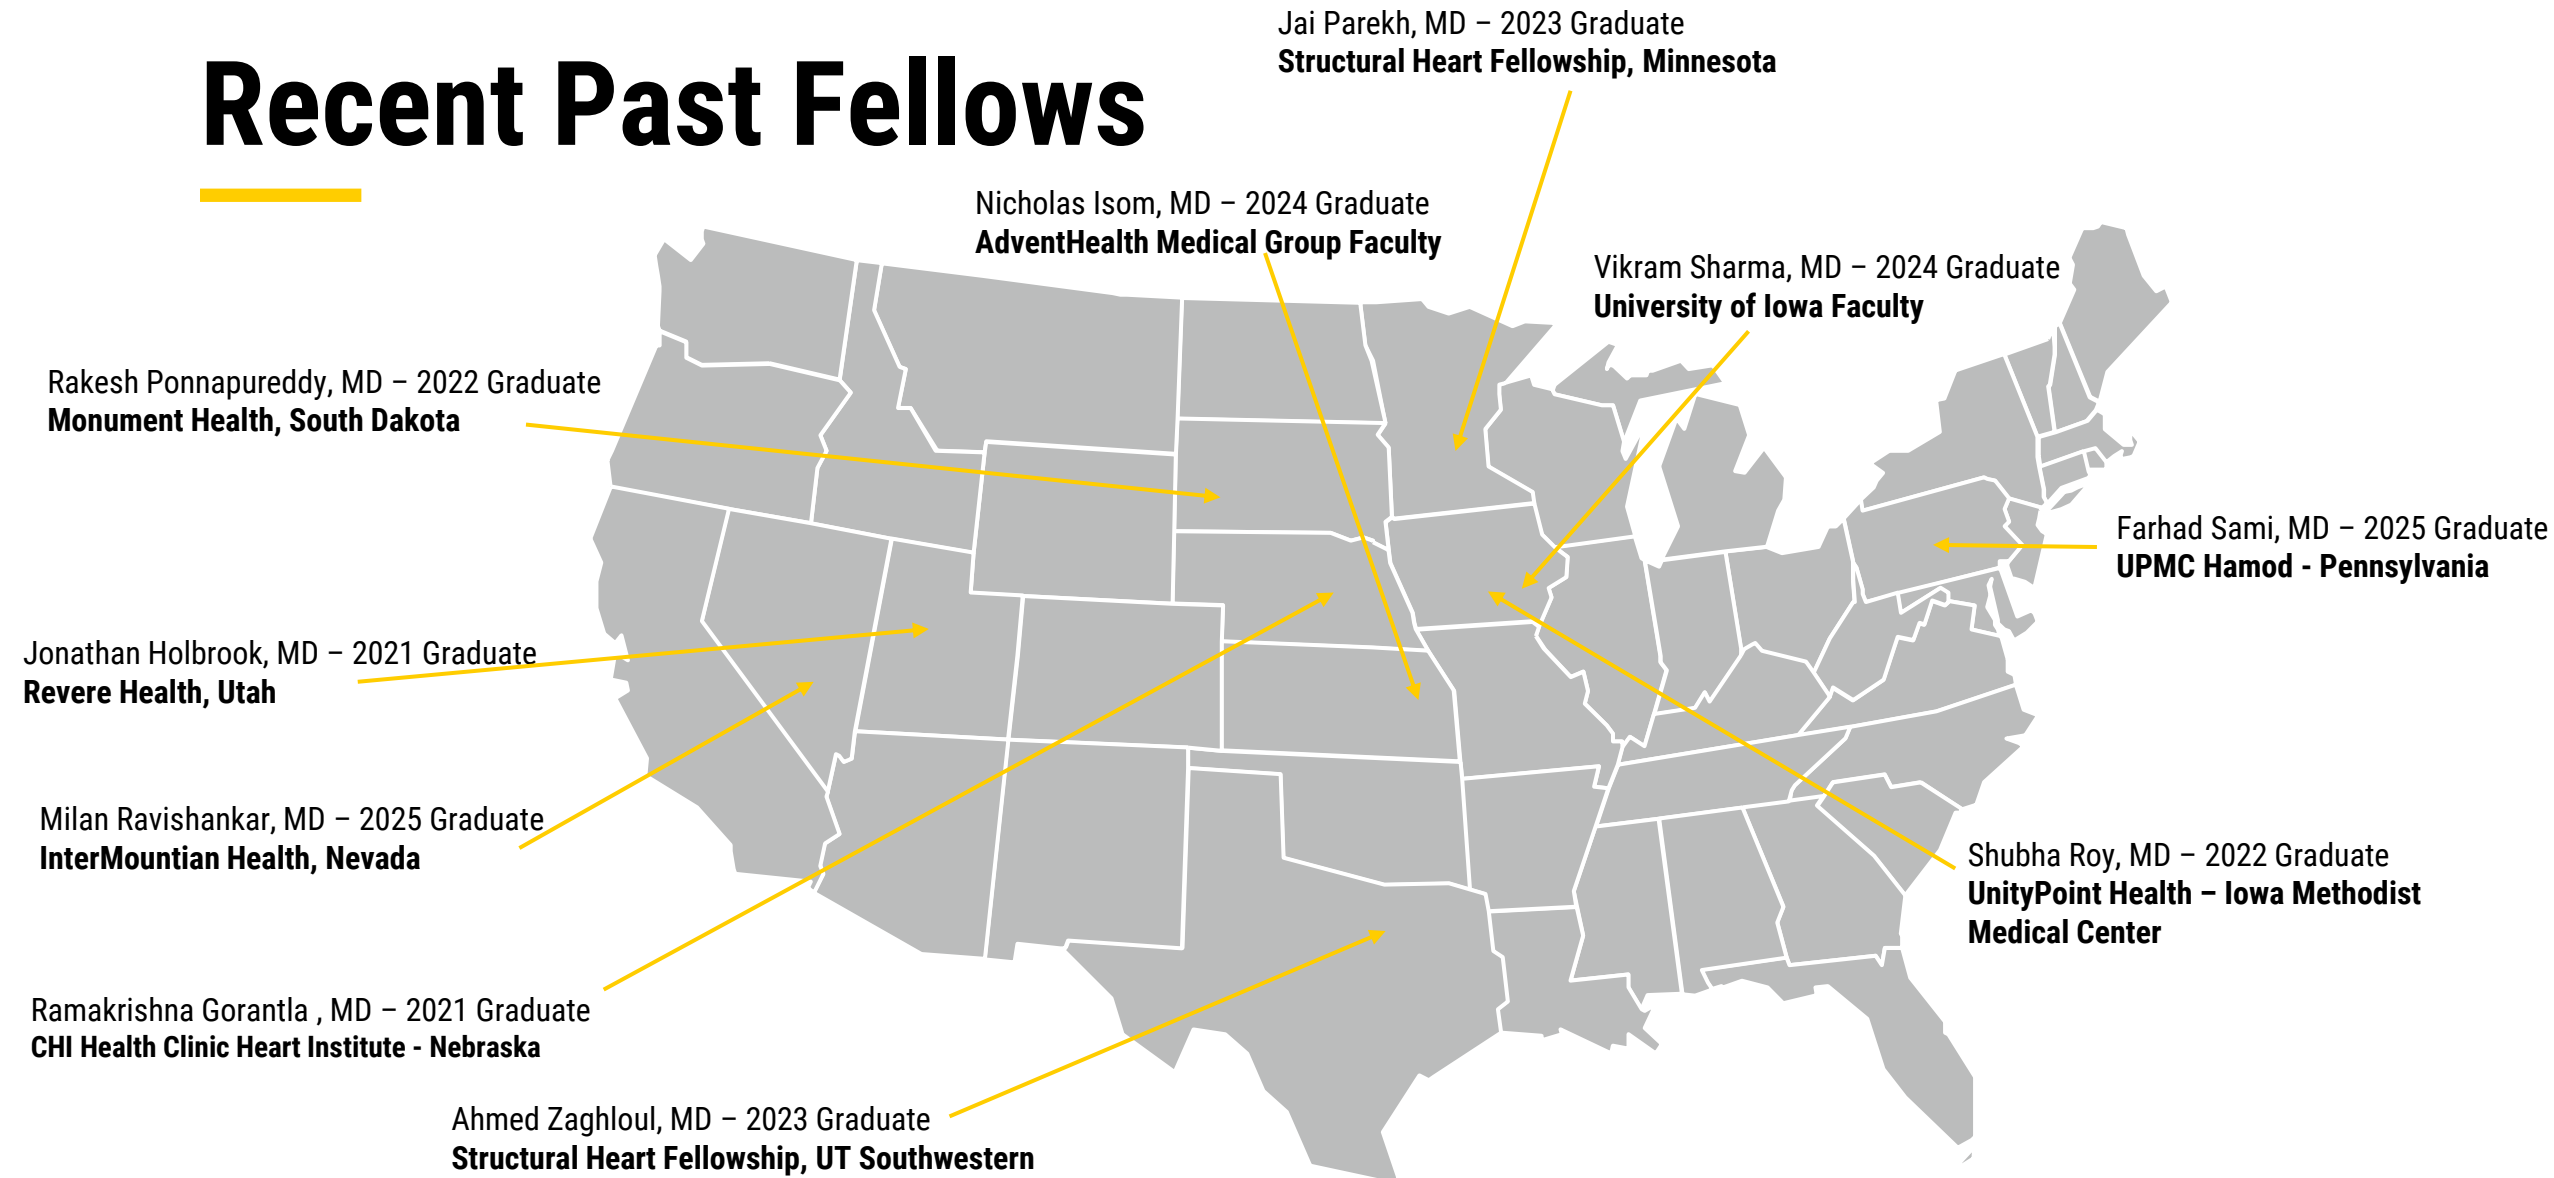 Recent Past Fellows
Jai Parekh, MD – 2023 Graduate
Structural Heart Fellowship, Minnesota
Nicholas Isom, MD – 2024 Graduate
AdventHealth Medical Group Faculty
Vikram Sharma, MD – 2024 Graduate
University of Iowa Faculty
Rakesh Ponnapureddy, MD – 2022 Graduate
Monument Health, South Dakota
Farhad Sami, MD – 2025 Graduate
UPMC Hamod - Pennsylvania
Jonathan Holbrook, MD – 2021 Graduate
Revere Health, Utah
Milan Ravishankar, MD – 2025 Graduate
InterMountian Health, Nevada
Shubha Roy, MD – 2022 Graduate
UnityPoint Health – Iowa Methodist
Medical Center
Ramakrishna Gorantla , MD – 2021 Graduate
CHI Health Clinic Heart Institute - Nebraska
Ahmed Zaghloul, MD – 2023 Graduate
Structural Heart Fellowship, UT Southwestern